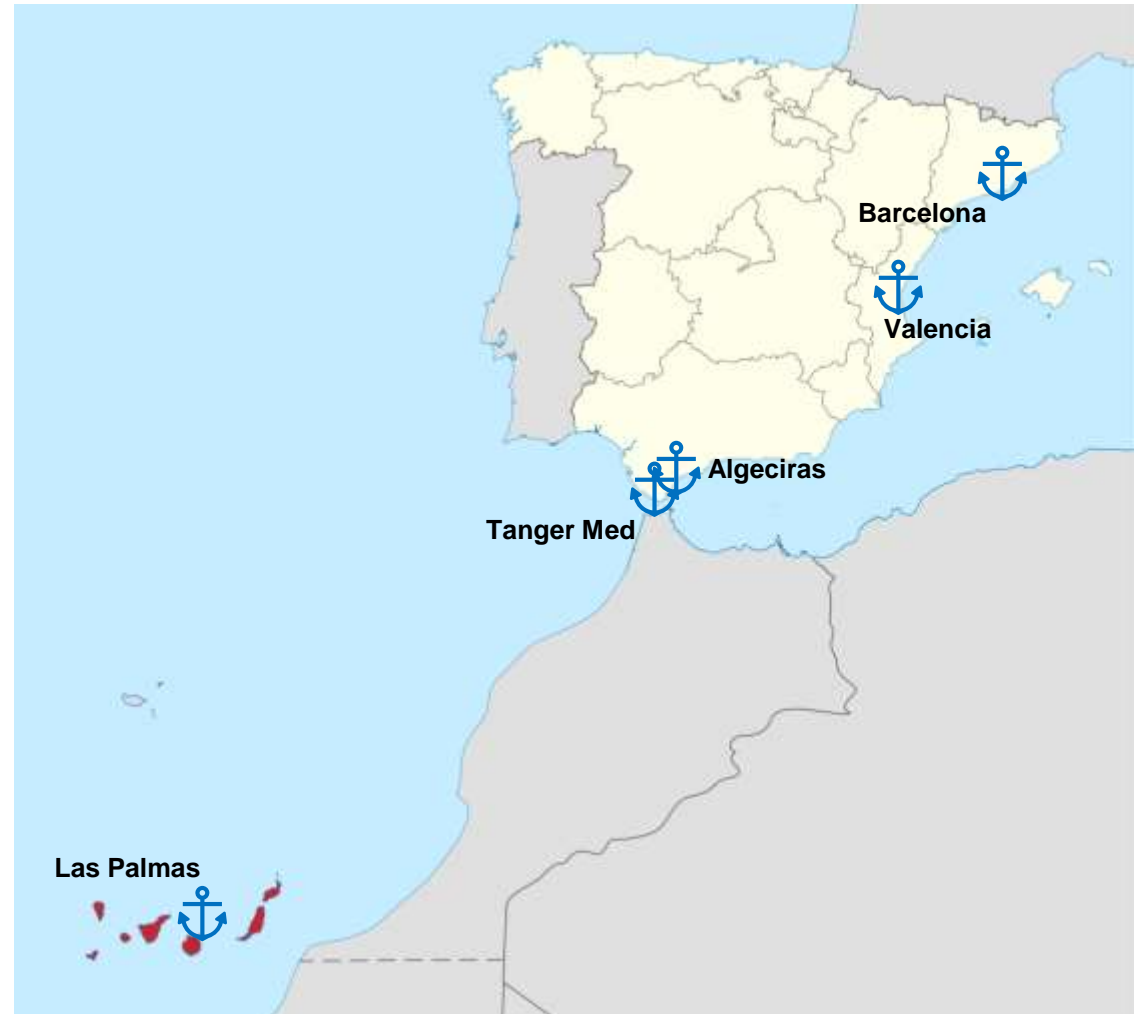 Barcelona
Valencia
Algeciras
Tanger Med
Las Palmas